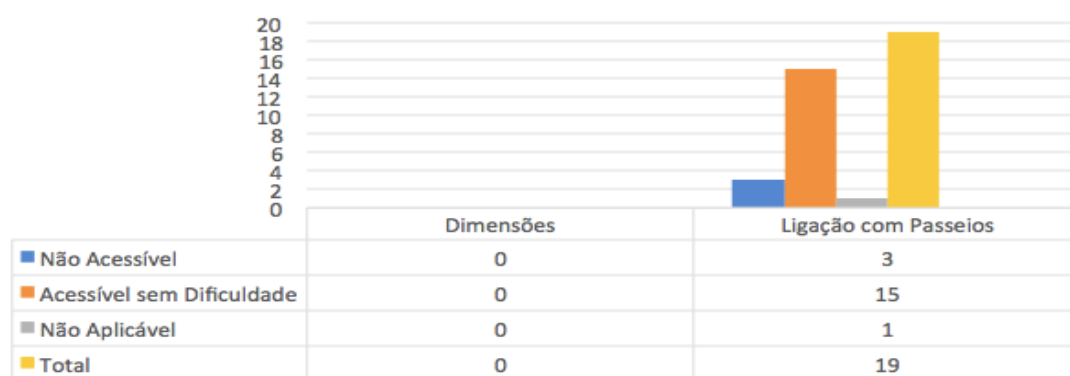 20
18
16
14
12
10
8
6
4
2
0
Dimensões Ligação com Passeios
Não Acessível 0 3
Acessível sem Dificuldade 0 15
Não Aplicável 0 1
Total 0 19